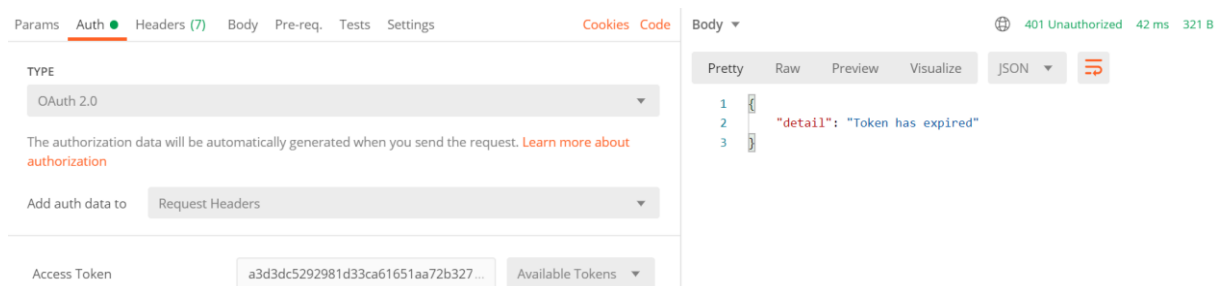 Params Auth Headers (7) Body Pre-req. Tests Settings Cookies Code
TYPE
OAuth 2.0
The authorization data will be automatically generated when you send the request. Learn more about
authorization
Add auth data to Request Headers
Access Token a3d3dc5292981d33ca61651aa72b327... Available Tokens
Body 401 Unauthorized 42 ms 321 B
Pretty Raw Preview Visualize JSON
1 {
2 "detail": "Token has expired"
3 }